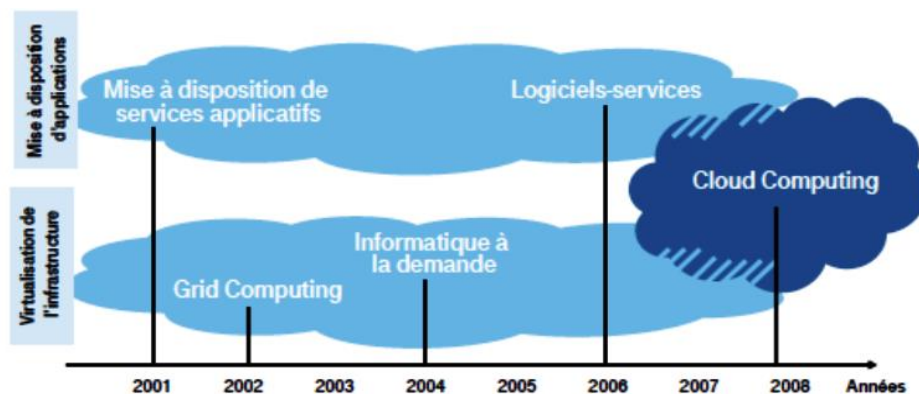 Mise à disposition
d'applications
Mise à disposition de
services applicatifs
Logiciels-services
Cloud Computing
Virtualisation de
l'infrastructure
Informatique à
la demande
Grid Computing
2001 2002 2003 2004 2005 2006 2007 2008 Années